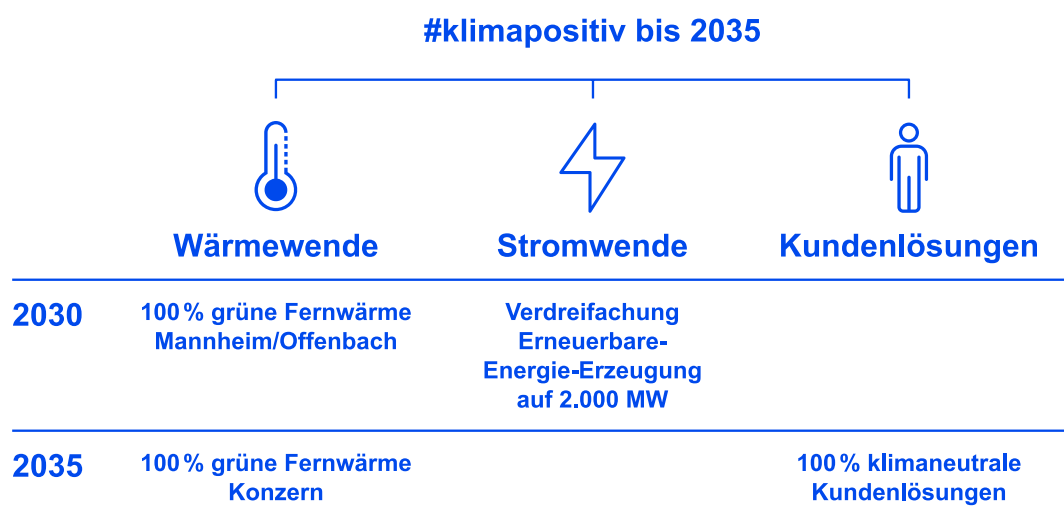 #klimapositiv bis 2035
Wärmewende
Stromwende
Kundenlösungen
2030
100 % grüne Fernwärme
Mannheim/Offenbach
Verdreifachung
Erneuerbare-
Energie-Erzeugung
auf 2.000 MW
2035
100 % grüne Fernwärme
Konzern
100 % klimaneutrale
Kundenlösungen